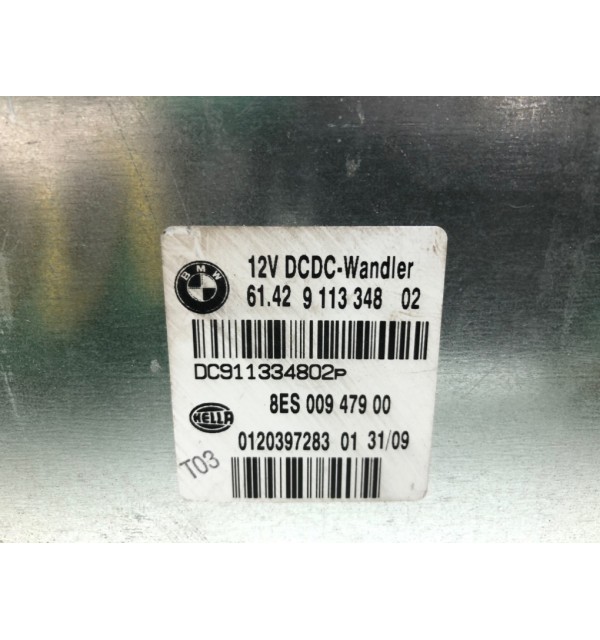 BMW
12V DCDC-Wandler
61.42 9 113 348 02
DC911334802P
8ES 009 479 00
HELLA
0120397283 01 31/09
T03